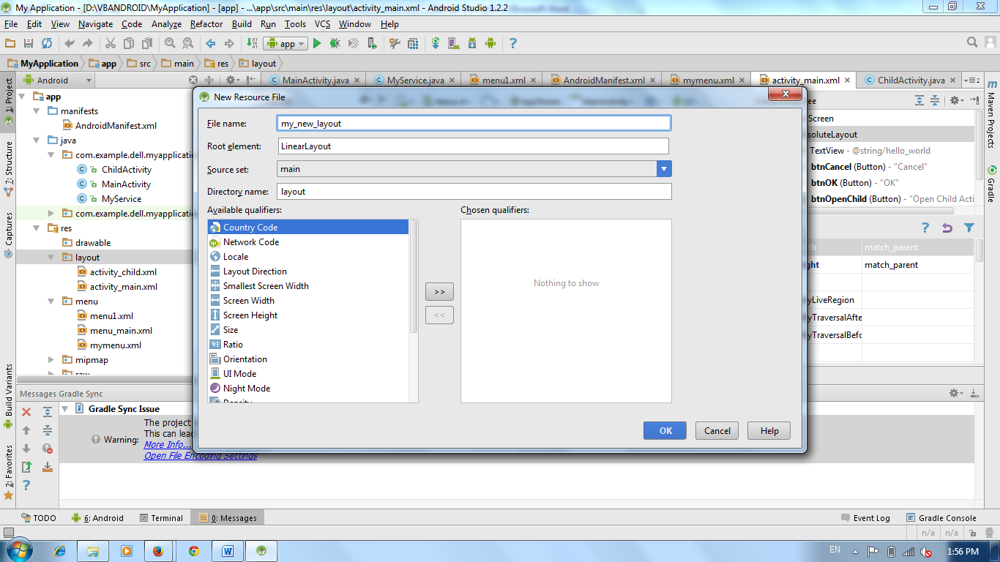 My Application - [D:\VBANDROID\MyApplication] - [app] - ...\app\src\main\res\layout\activity_main.xml - Android Studio 1.2.2
File Edit View Navigate Code Analyze Refactor Build Run Tools VCS Window Help
app
MyApplication app src main res layout
Android
MainActivity.java MyService.java menu1.xml AndroidManifest.xml mymenu.xml activity_main.xml ChildActivity.java
1: Project
7: Structure
Captures
Build Variants
2: Favorites
app
manifests
AndroidManifest.xml
java
com.example.dell.myapplicatio
ChildActivity
MainActivity
MyService
com.example.dell.myapplicatio
res
drawable
layout
activity_child.xml
activity_main.xml
menu
menu1.xml
menu_main.xml
mymenu.xml
mipmap
New Resource File
File name: my_new_layout
Root element: LinearLayout
Source set: main
Directory name: layout
Available qualifiers:
Country Code
Network Code
Locale
Layout Direction
Smallest Screen Width
Screen Width
Screen Height
Size
Ratio
Orientation
UI Mode
Night Mode
Density
>>
<<
Chosen qualifiers:
Nothing to show
OK Cancel Help
ee
Screen
soluteLayout
TextView - @string/hello_world
btnCancel (Button) - "Cancel"
btnOK (Button) - "OK"
btnOpenChild (Button) - "Open Child Acti
th match_parent
ght match_parent
yLiveRegion
yTraversalAfte
yTraversalBefo
Maven Projects
Gradle
Messages Gradle Sync
Gradle Sync Issue
Warning:
The project
This can lead
More Info...
Open File Encoding Settings
TODO 6: Android Terminal 0: Messages Event Log Gradle Console
n/a n/a
EN 1:56 PM